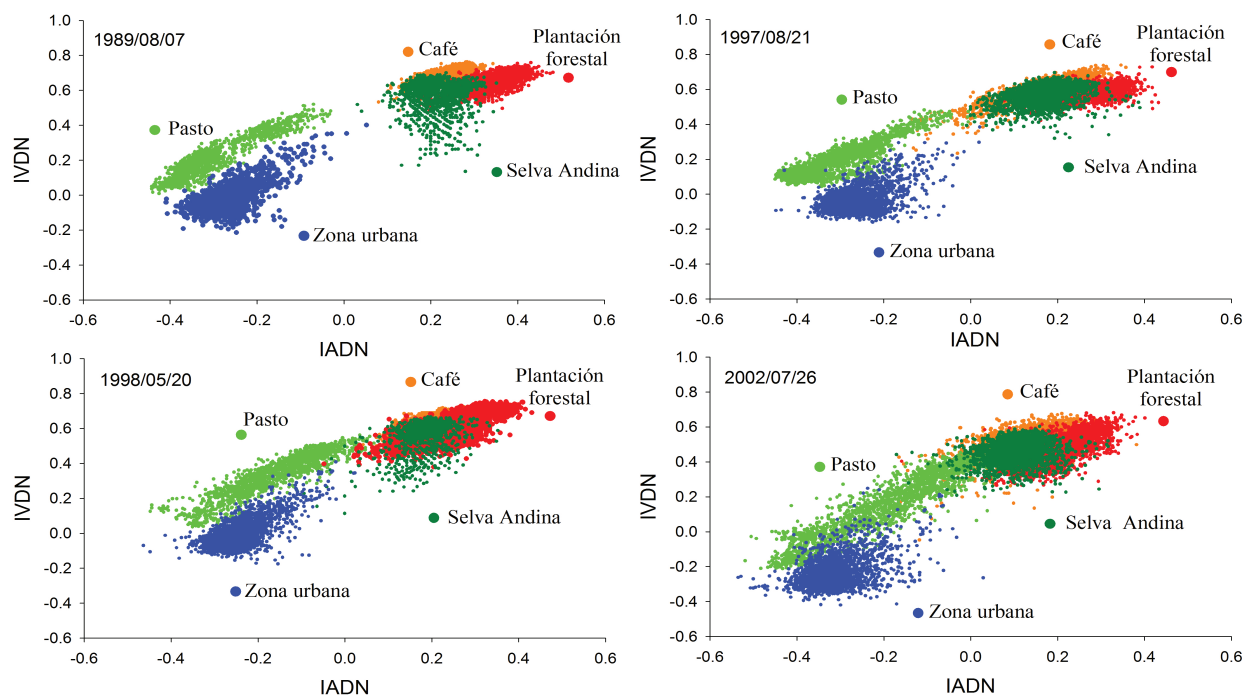 1989/08/07
Café
Plantación
forestal
Pasto
Selva Andina
Zona urbana
IVDN
1.0
0.8
0.6
0.4
0.2
0.0
-0.2
-0.4
-0.6
-0.6 -0.4 -0.2 0.0 0.2 0.4 0.6
IADN
1997/08/21
Café
Plantación
forestal
Pasto
Selva Andina
Zona urbana
IVDN
1.0
0.8
0.6
0.4
0.2
0.0
-0.2
-0.4
-0.6
-0.6 -0.4 -0.2 0.0 0.2 0.4 0.6
IADN
1998/05/20
Café
Plantación
forestal
Pasto
Selva Andina
Zona urbana
IVDN
1.0
0.8
0.6
0.4
0.2
0.0
-0.2
-0.4
-0.6
-0.6 -0.4 -0.2 0.0 0.2 0.4 0.6
IADN
2002/07/26
Café
Plantación
forestal
Pasto
Selva Andina
Zona urbana
IVDN
1.0
0.8
0.6
0.4
0.2
0.0
-0.2
-0.4
-0.6
-0.6 -0.4 -0.2 0.0 0.2 0.4 0.6
IADN